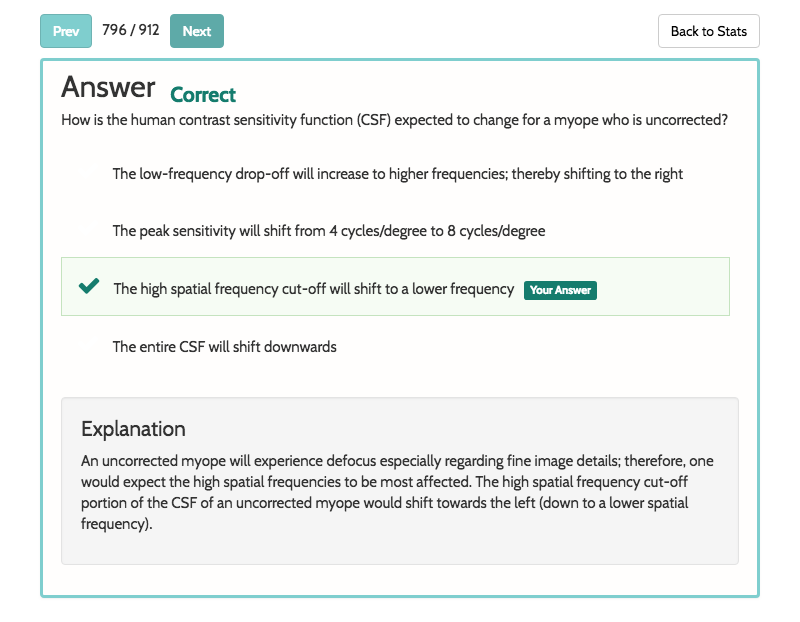 Prev 796 / 912 Next Back to Stats
Answer Correct
How is the human contrast sensitivity function (CSF) expected to change for a myope who is uncorrected?
The low-frequency drop-off will increase to higher frequencies; thereby shifting to the right
The peak sensitivity will shift from 4 cycles/degree to 8 cycles/degree
The high spatial frequency cut-off will shift to a lower frequency Your Answer
The entire CSF will shift downwards
Explanation
An uncorrected myope will experience defocus especially regarding fine image details; therefore, one
would expect the high spatial frequencies to be most affected. The high spatial frequency cut-off
portion of the CSF of an uncorrected myope would shift towards the left (down to a lower spatial
frequency).